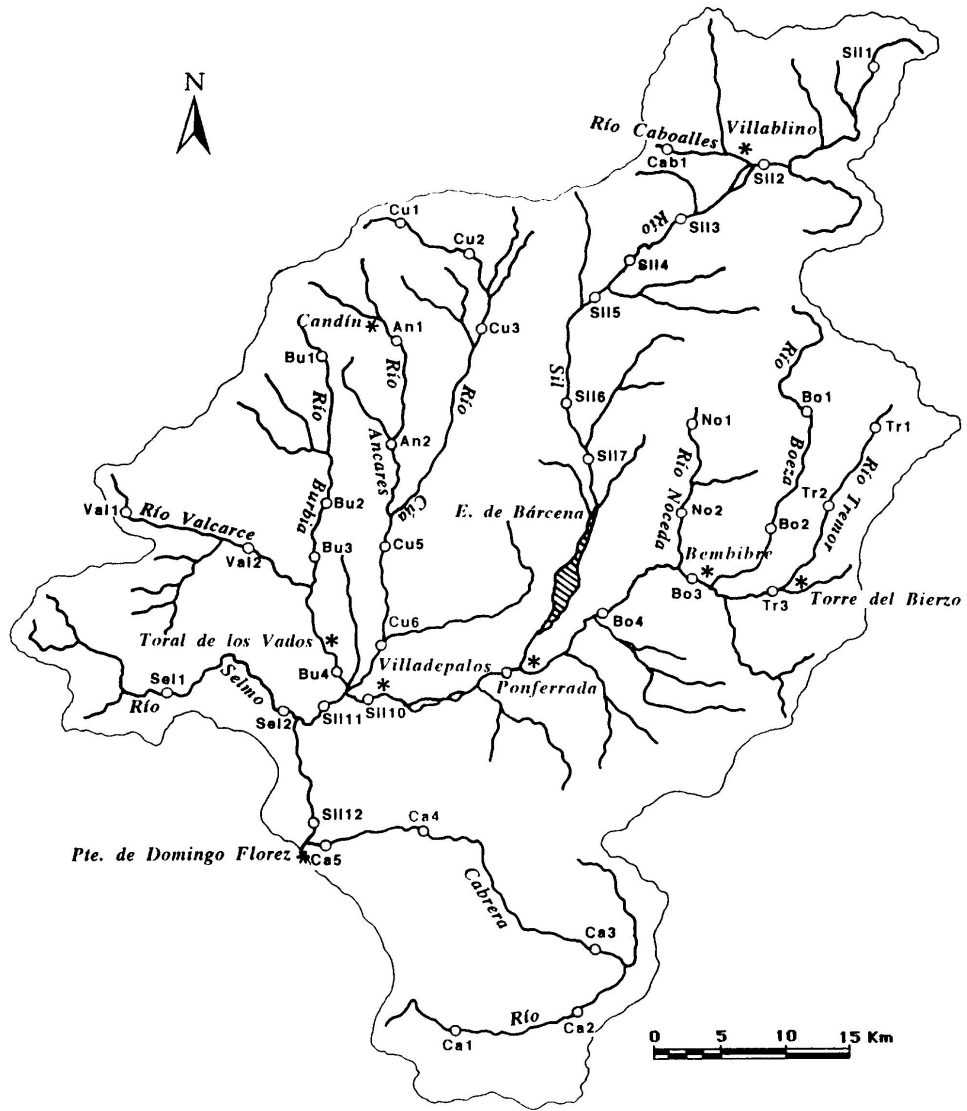 N
Sil1
Río Caboalles
Villablino
Cab1
Sil2
Cu1
Río
Sil3
Cu2
Sil4
Sil5
Candín
An1
Cu3
Bu1
Río
Río
Río
Sil
Río
Sil6
Bo1
No1
Tr1
An2
Ancares
Sil7
Boeza
Río Tremor
Burbia
Bu2
Cúa
E. de Bárcena
Río Noceda
No2
Tr2
Val1
Río Valcarce
Bo2
Val2
Bu3
Cu5
Bembibre
Bo3
Tr3
Torre del Bierzo
Toral de los Vados
Cu6
Bo4
Villadepalos
Bu4
Ponferrada
Sel1
Selmo
Río
Sel2
Sil11
Sil10
Sil12
Ca4
Pte. de Domingo Florez
Ca5
Cabrera
Ca3
Río
Ca2
Ca1
0 5 10 15 Km